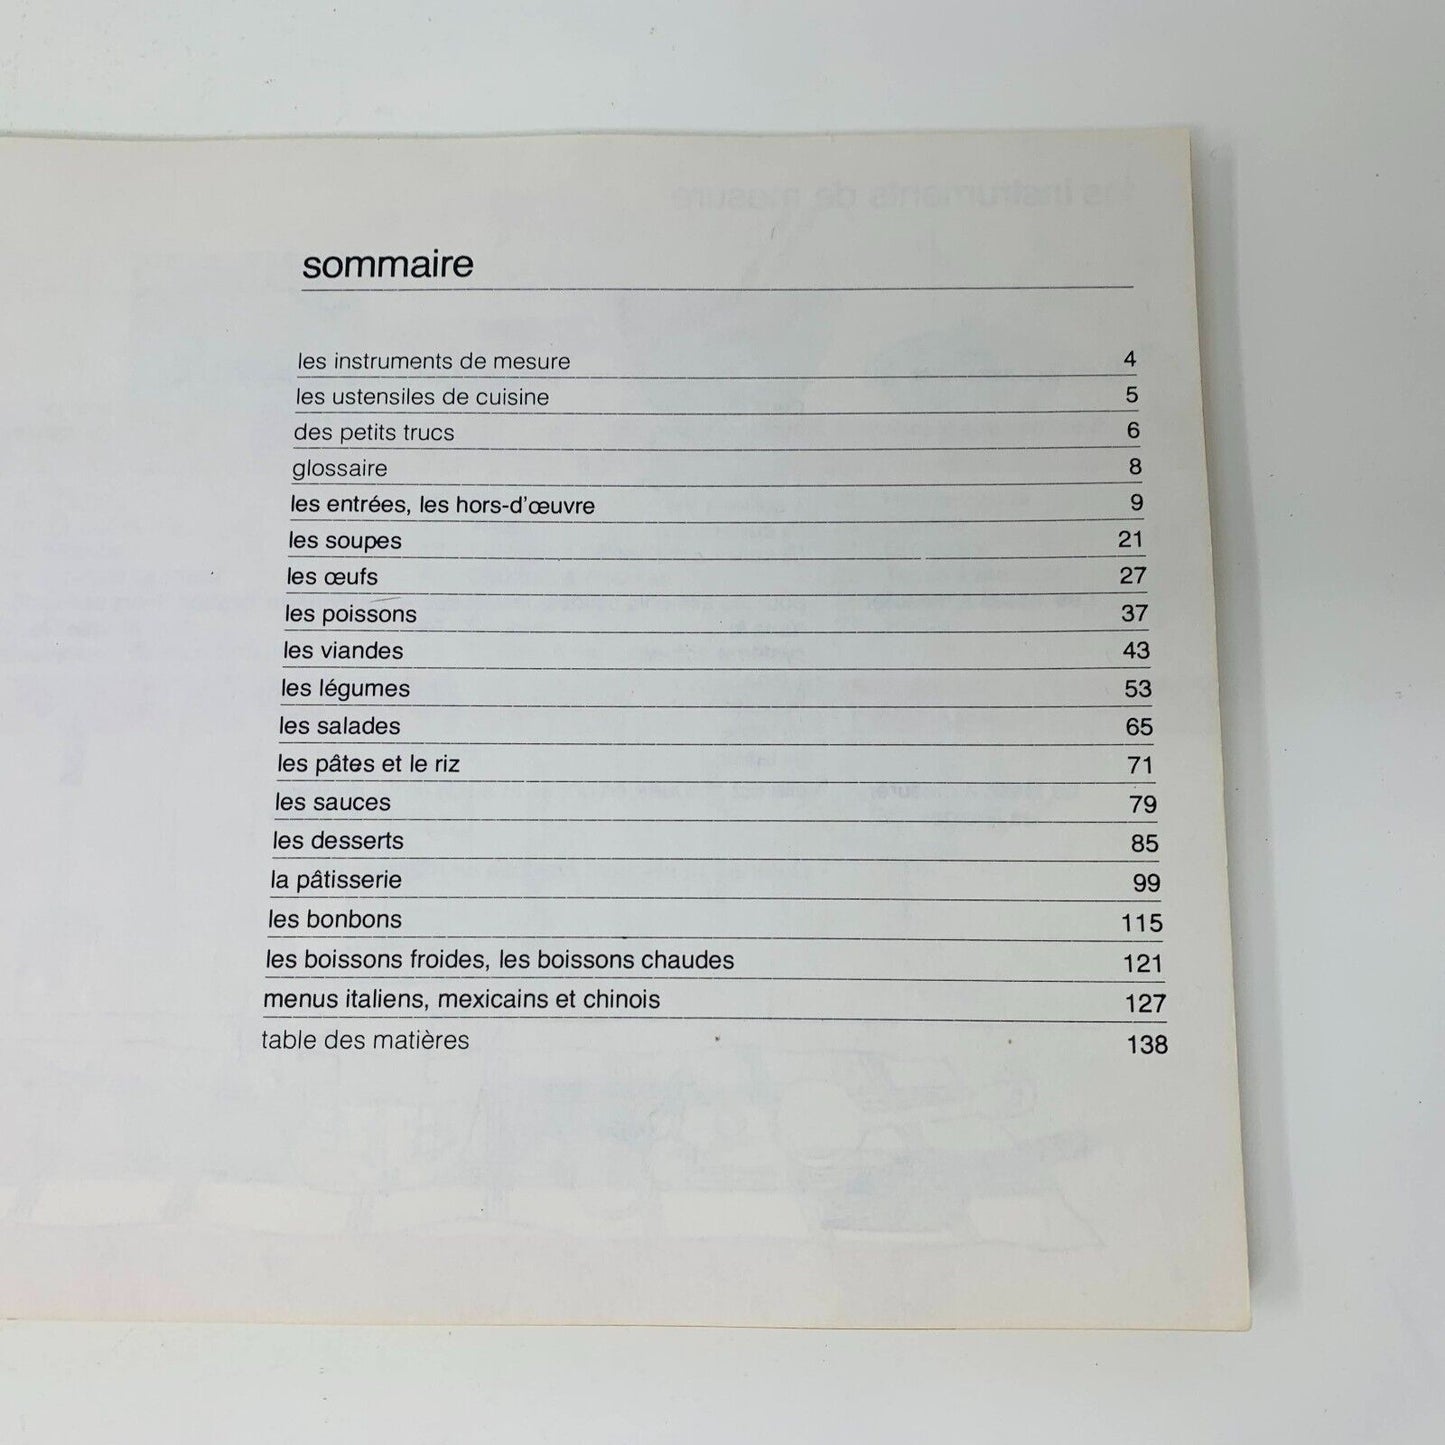 sommaire
les instruments de mesure 4
les ustensiles de cuisine 5
des petits trucs 6
glossaire 8
les entrées, les hors-d'œuvre 9
les soupes 21
les œufs 27
les poissons 37
les viandes 43
les légumes 53
les salades 65
les pâtes et le riz 71
les sauces 79
les desserts 85
la pâtisserie 99
les bonbons 115
les boissons froides, les boissons chaudes 121
menus italiens, mexicains et chinois 127
table des matières 138